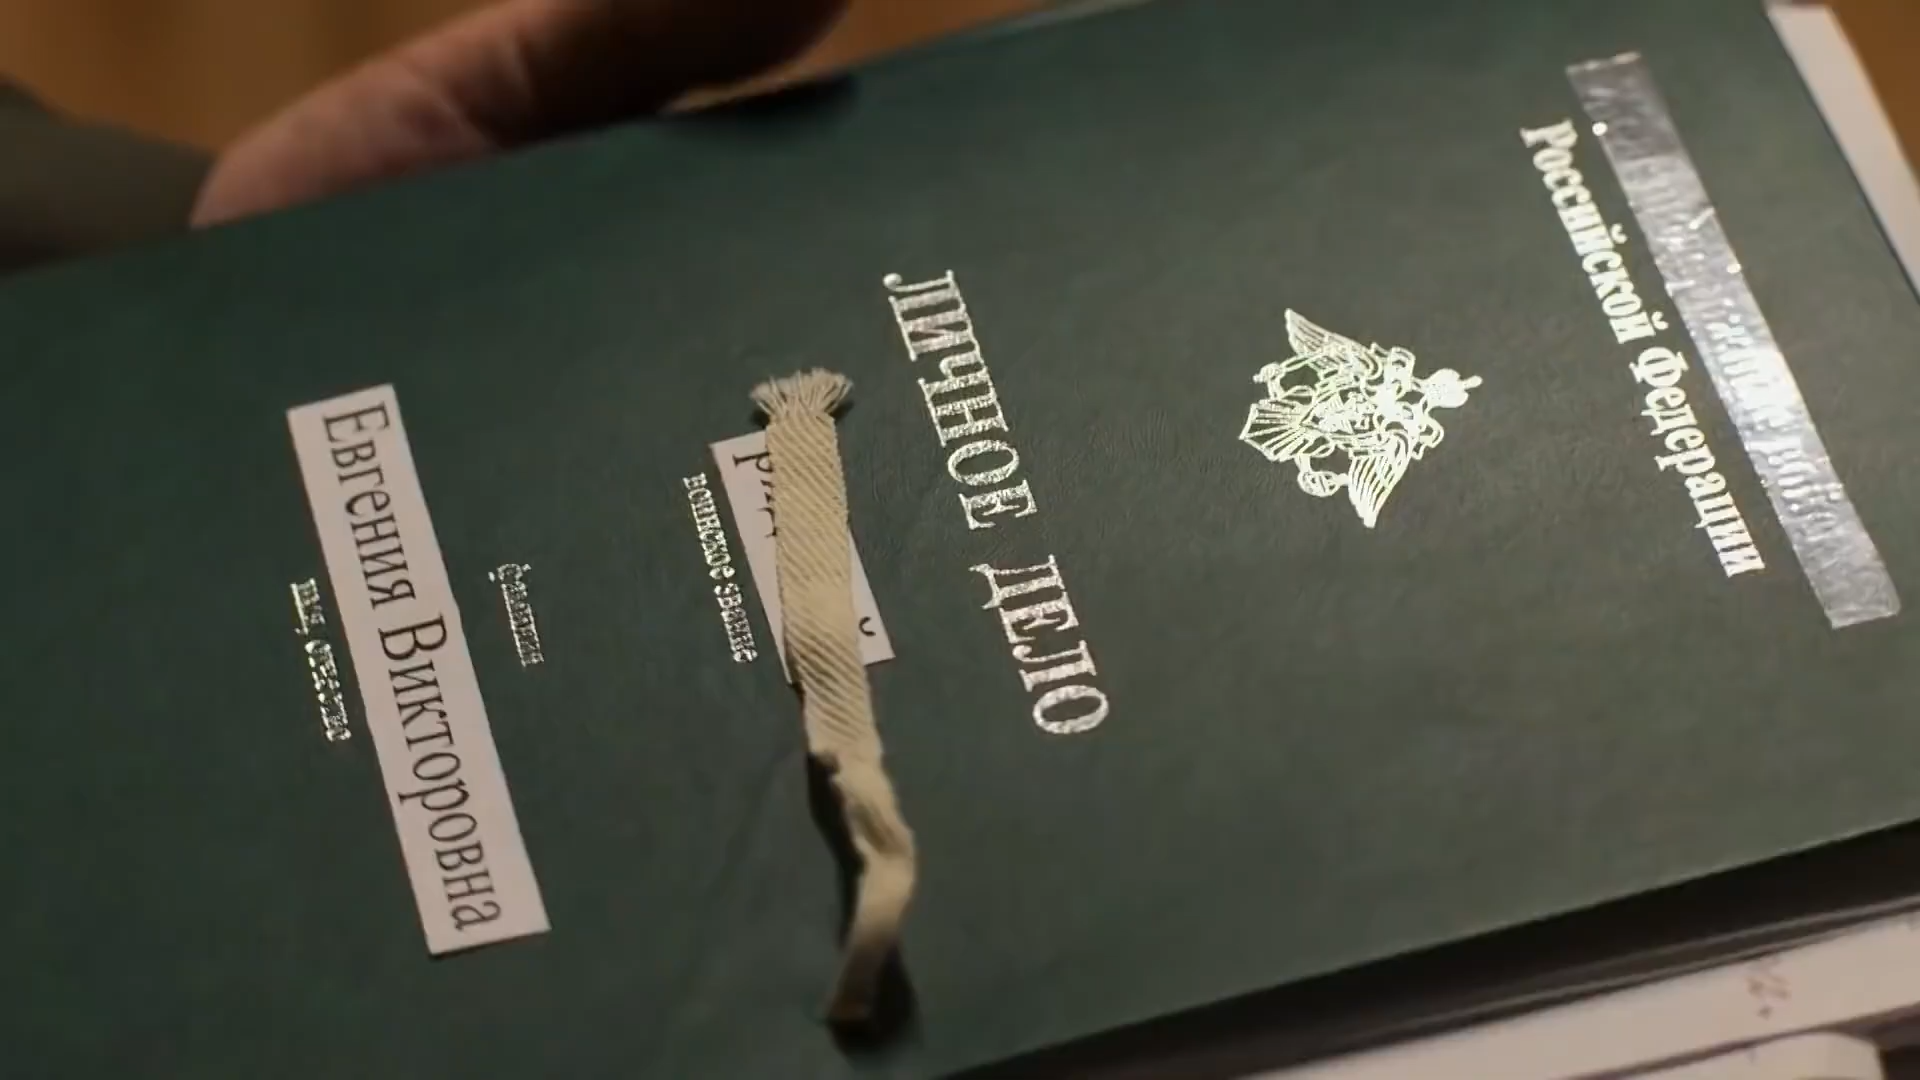 Российской Федерации
ЛИЧНОЕ ДЕЛО
воинское звание
фамилия
Евгения Викторовна
имя, отчество